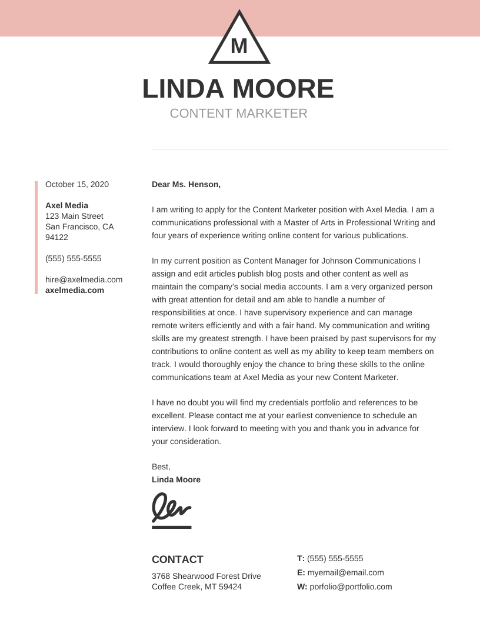 M
LINDA MOORE
CONTENT MARKETER
October 15, 2020
Axel Media
123 Main Street
San Francisco, CA
94122
(555) 555-5555
hire@axelmedia.com
axelmedia.com
Dear Ms. Henson,
I am writing to apply for the Content Marketer position with Axel Media. I am a
communications professional with a Master of Arts in Professional Writing and
four years of experience writing online content for various publications.
In my current position as Content Manager for Johnson Communications I
assign and edit articles publish blog posts and other content as well as
maintain the company's social media accounts. I am a very organized person
with great attention for detail and am able to handle a number of
responsibilities at once. I have supervisory experience and can manage
remote writers efficiently and with a fair hand. My communication and writing
skills are my greatest strength. I have been praised by past supervisors for my
contributions to online content as well as my ability to keep team members on
track. I would thoroughly enjoy the chance to bring these skills to the online
communications team at Axel Media as your new Content Marketer.
I have no doubt you will find my credentials portfolio and references to be
excellent. Please contact me at your earliest convenience to schedule an
interview. I look forward to meeting with you and thank you in advance for
your consideration.
Best,
Linda Moore
CONTACT
3768 Shearwood Forest Drive
Coffee Creek, MT 59424
T: (555) 555-5555
E: myemail@email.com
W: porfolio@portfolio.com